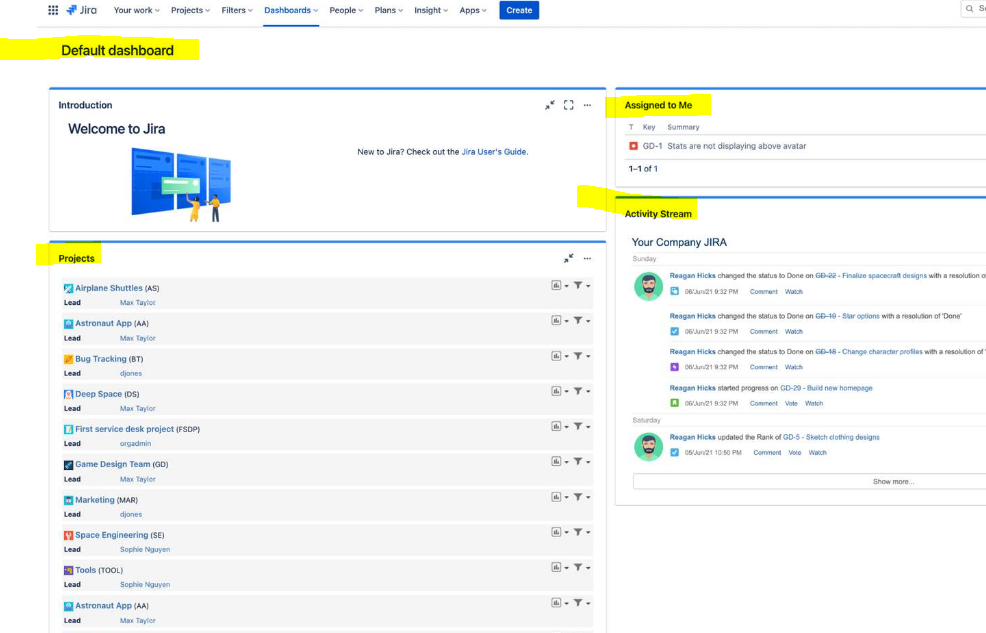 Jira Your work Projects Filters Dashboards People Plans Insight Apps Create
Default dashboard
Introduction
Welcome to Jira
New to Jira? Check out the Jira User's Guide.
Projects
Airplane Shuttles (AS)
Lead Max Taylor
Astronaut App (AA)
Lead Max Taylor
Bug Tracking (BT)
Lead djones
Deep Space (DS)
Lead Max Taylor
First service desk project (FSDP)
Lead orgadmin
Game Design Team (GD)
Lead Max Taylor
Marketing (MAR)
Lead djones
Space Engineering (SE)
Lead Sophie Nguyen
Tools (TOOL)
Lead Sophie Nguyen
Astronaut App (AA)
Lead Max Taylor
Assigned to Me
T Key Summary
GD-1 Stats are not displaying above avatar
1–1 of 1
Activity Stream
Your Company JIRA
Sunday
Reagan Hicks changed the status to Done on GD-22 - Finalize spacecraft designs with a resolution o
06/Jun/21 9:32 PM Comment Watch
Reagan Hicks changed the status to Done on GD-19 - Star options with a resolution of 'Done'
06/Jun/21 9:32 PM Comment Watch
Reagan Hicks changed the status to Done on GD-18 - Change character profiles with a resolution of '
06/Jun/21 9:32 PM Comment Watch
Reagan Hicks started progress on GD-29 - Build new homepage
06/Jun/21 9:32 PM Comment Vote Watch
Saturday
Reagan Hicks updated the Rank of GD-5 - Sketch clothing designs
05/Jun/21 10:50 PM Comment Vote Watch
Show more...